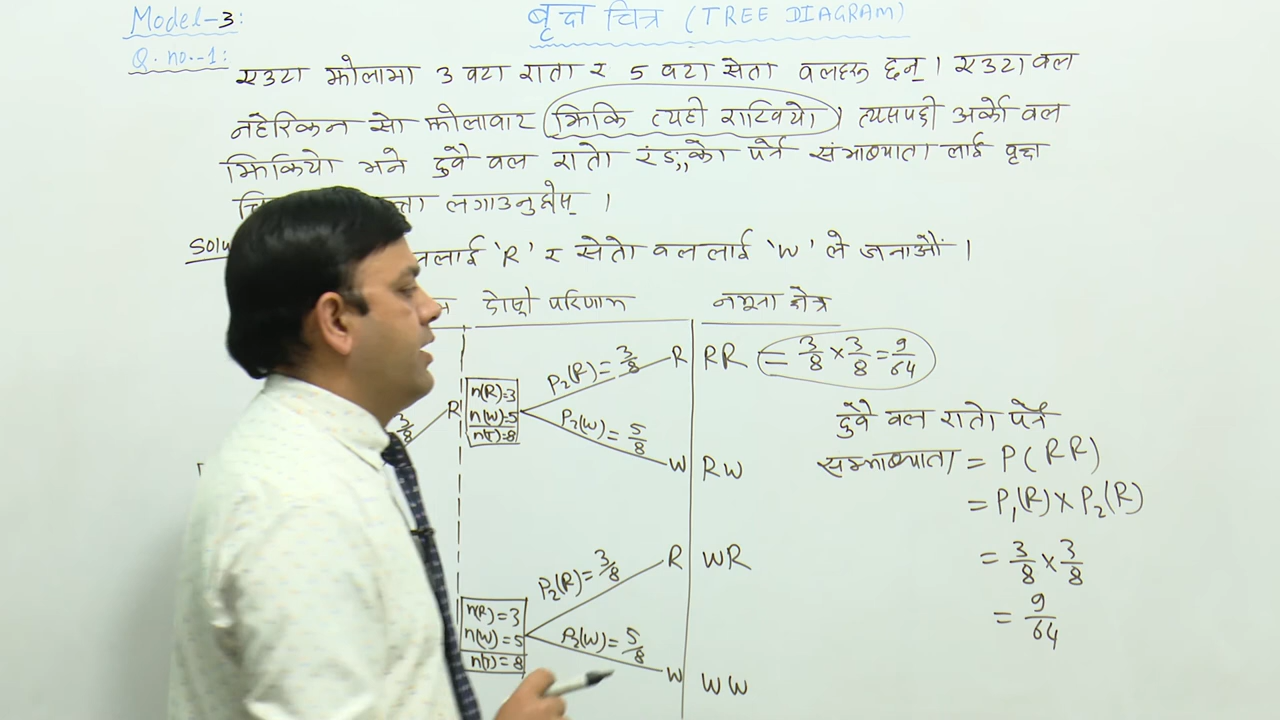 Model-3:
बृक्ष चित्र (TREE DIAGRAM)
Q. no.-1:
एउटा झोलामा 3 वटा राता र 5 वटा सेता बलहरू छन् । एउटा बल
नहेरिकन सो झोलाबाट झिकि त्यही राखियो । त्यसपछी अर्को बल
झिकियो भने दुवै बल रातो रंङ्गको पर्ने संभाब्यता लाई बृक्ष
लगाउनुहोस् ।
बललाई 'R' र सेतो बललाई 'W' ले जनाऔं ।
दोश्रो परिणाम
नमूना क्षेत्र
3/8
R
n(R)=3
n(W)=5
n(T)=8
P₂(R)=3/8
R
RR = 3/8 × 3/8 = 9/64
P₂(W)=5/8
W
RW
दुवै बल रातो पर्ने
सम्भाब्यता = P(RR)
= P₁(R) × P₂(R)
= 3/8 × 3/8
= 9/64
n(R)=3
n(W)=5
n(T)=8
P₂(R)=3/8
R
WR
P₂(W)=5/8
W
WW